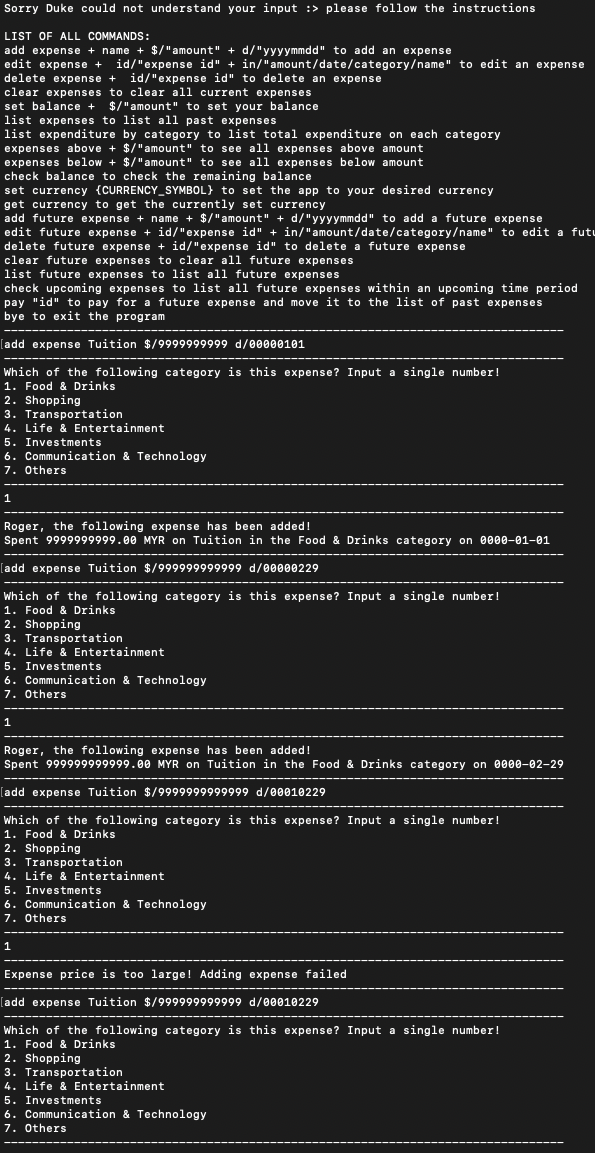 Sorry Duke could not understand your input :> please follow the instructions
LIST OF ALL COMMANDS:
add expense + name + $/"amount" + d/"yyyymmdd" to add an expense
edit expense +  id/"expense id" + in/"amount/date/category/name" to edit an expense
delete expense +  id/"expense id" to delete an expense
clear expenses to clear all current expenses
set balance +  $/"amount" to set your balance
list expenses to list all past expenses
list expenditure by category to list total expenditure on each category
expenses above + $/"amount" to see all expenses above amount
expenses below + $/"amount" to see all expenses below amount
check balance to check the remaining balance
set currency {CURRENCY_SYMBOL} to set the app to your desired currency
get currency to get the currently set currency
add future expense + name + $/"amount" + d/"yyyymmdd" to add a future expense
edit future expense + id/"expense id" + in/"amount/date/category/name" to edit a futu
delete future expense + id/"expense id" to delete a future expense
clear future expenses to clear all future expenses
list future expenses to list all future expenses
check upcoming expenses to list all future expenses within an upcoming time period
pay "id" to pay for a future expense and move it to the list of past expenses
bye to exit the program
add expense Tuition $/9999999999 d/00000101
Which of the following category is this expense? Input a single number!
1. Food & Drinks
2. Shopping
3. Transportation
4. Life & Entertainment
5. Investments
6. Communication & Technology
7. Others
1
Roger, the following expense has been added!
Spent 9999999999.00 MYR on Tuition in the Food & Drinks category on 0000-01-01
add expense Tuition $/999999999999 d/00000229
Which of the following category is this expense? Input a single number!
1. Food & Drinks
2. Shopping
3. Transportation
4. Life & Entertainment
5. Investments
6. Communication & Technology
7. Others
1
Roger, the following expense has been added!
Spent 999999999999.00 MYR on Tuition in the Food & Drinks category on 0000-02-29
add expense Tuition $/9999999999999 d/00010229
Which of the following category is this expense? Input a single number!
1. Food & Drinks
2. Shopping
3. Transportation
4. Life & Entertainment
5. Investments
6. Communication & Technology
7. Others
1
Expense price is too large! Adding expense failed
add expense Tuition $/999999999999 d/00010229
Which of the following category is this expense? Input a single number!
1. Food & Drinks
2. Shopping
3. Transportation
4. Life & Entertainment
5. Investments
6. Communication & Technology
7. Others